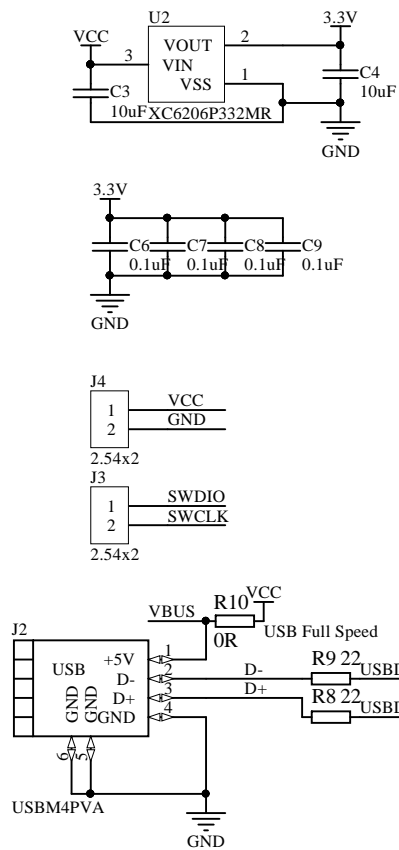 U2
3.3V
VCC
VOUT
2
3
VIN
1
VSS
C3
10uF
C4
10uF
XC6206P332MR
GND
3.3V
C6
C7
C8
C9
0.1uF
0.1uF
0.1uF
0.1uF
GND
J4
1
VCC
2
GND
2.54x2
J3
1
SWDIO
2
SWCLK
2.54x2
VCC
R10
VBUS
0R
USB Full Speed
J2
+5V
1
USB
D-
2
D-
R9 22
D+
3
D+
R8 22
GND
4
GND
GND
6
5
USBM4PVA
GND